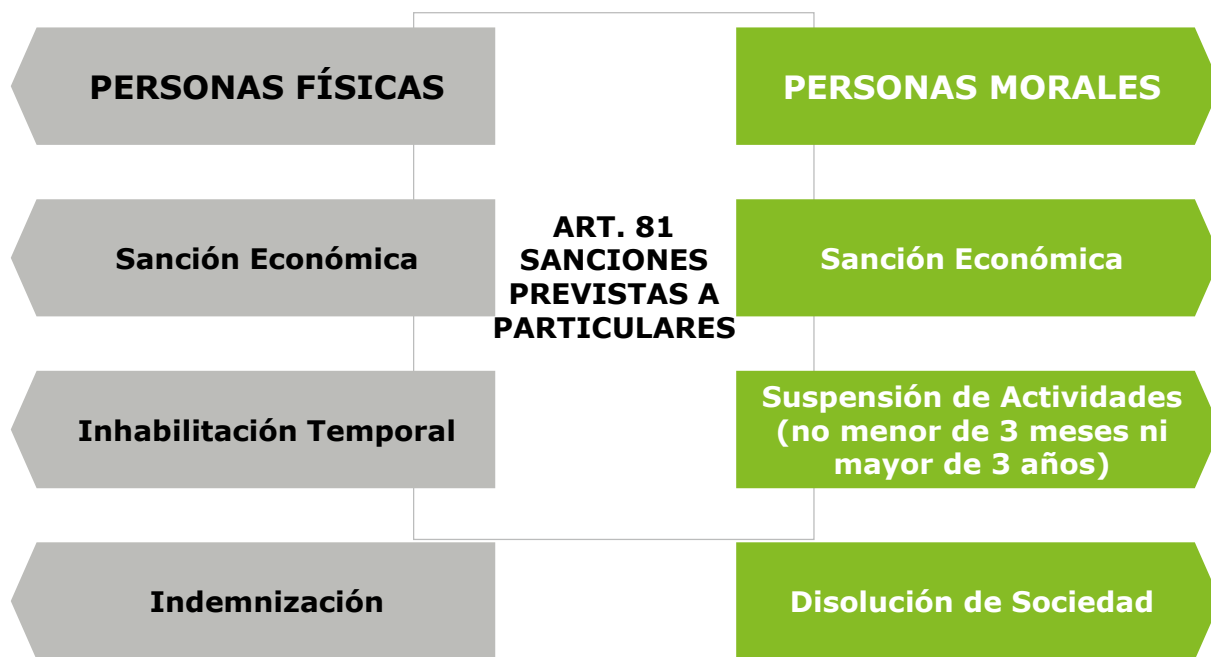 PERSONAS FÍSICAS
PERSONAS MORALES
ART. 81
SANCIONES
PREVISTAS A
PARTICULARES
Sanción Económica
Sanción Económica
Inhabilitación Temporal
Suspensión de Actividades
(no menor de 3 meses ni
mayor de 3 años)
Indemnización
Disolución de Sociedad